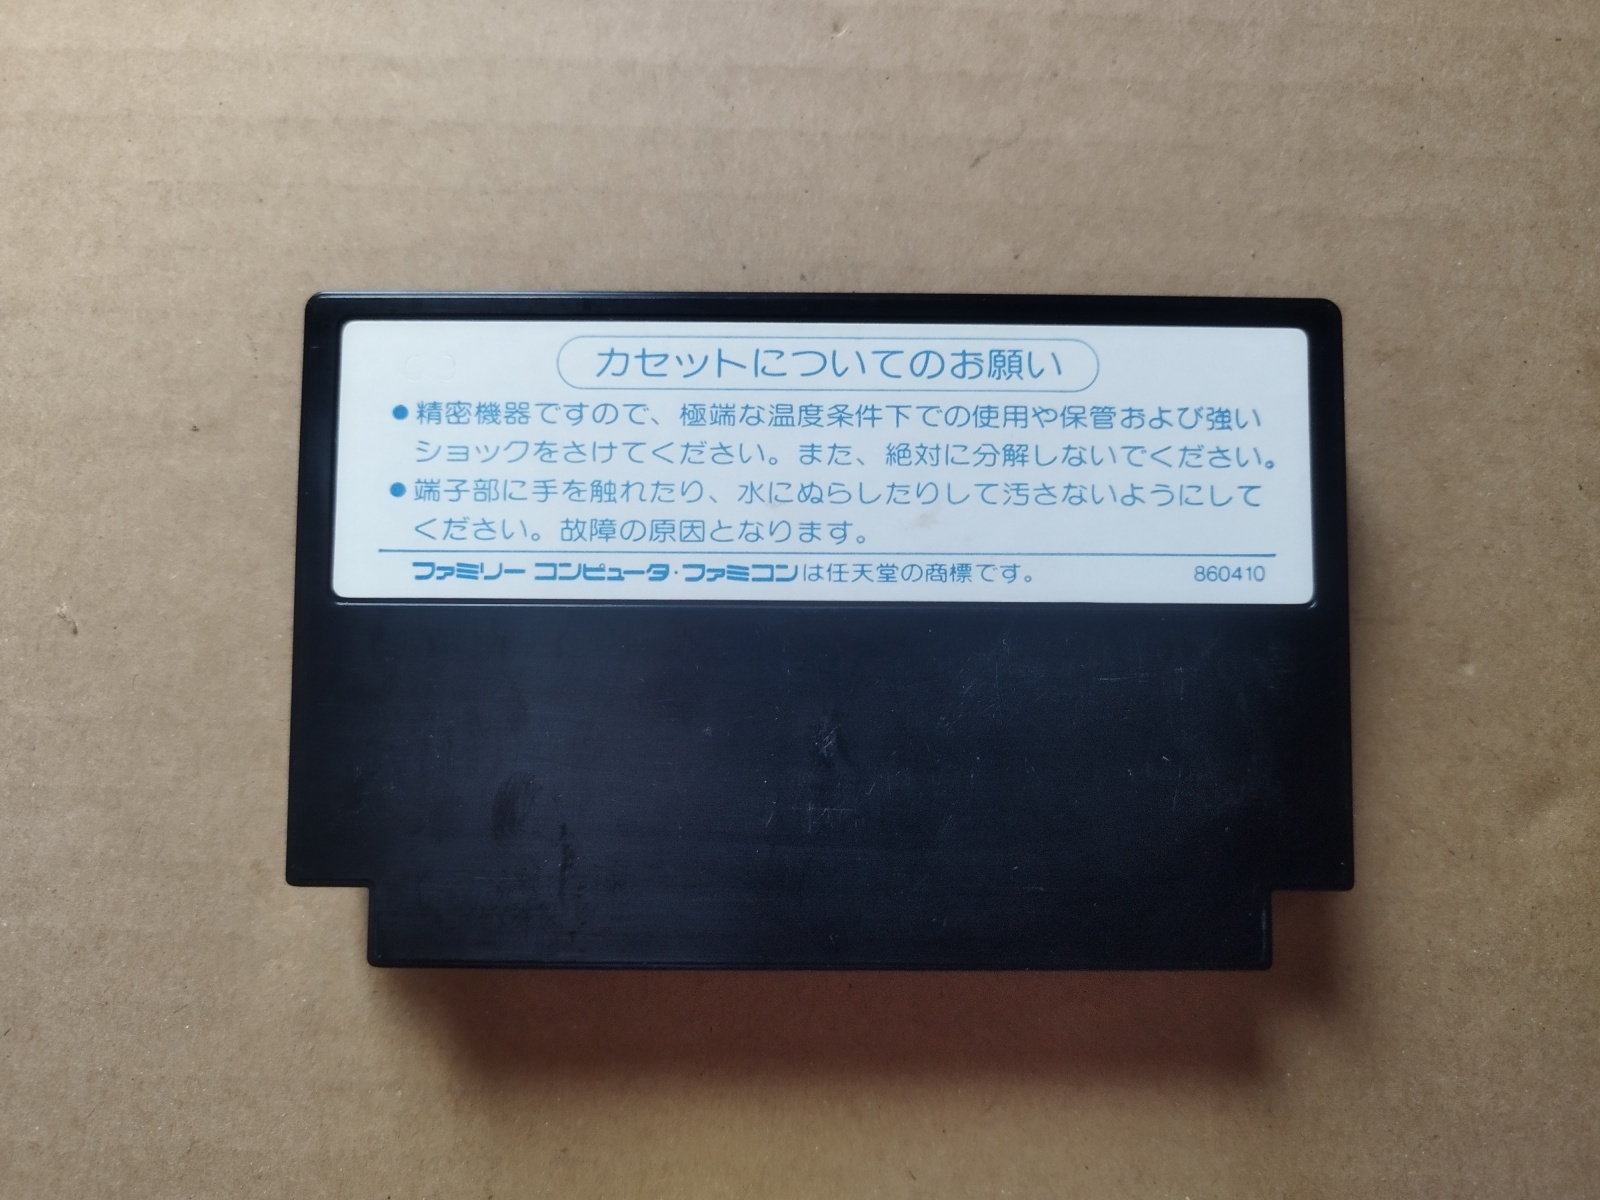 カセットについてのお願い
●精密機器ですので、極端な温度条件下での使用や保管および強い
ショックをさけてください。また、絶対に分解しないでください。
●端子部に手を触れたり、水にぬらしたりして汚さないようにして
ください。故障の原因となります。
ファミリー コンピュータ・ファミコンは任天堂の商標です。 860410